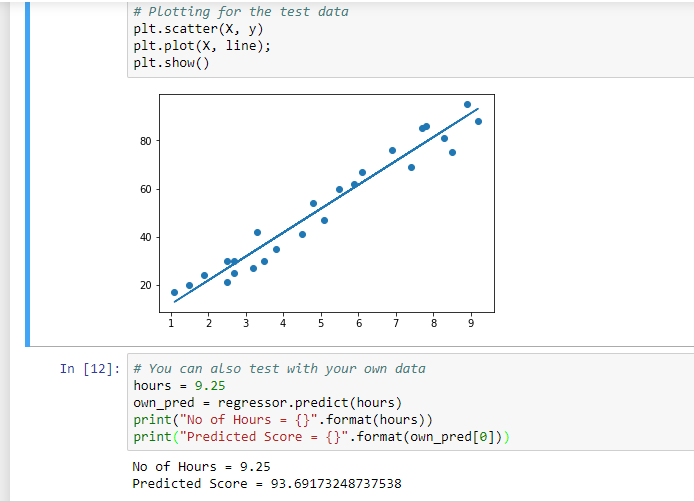 # Plotting for the test data
plt.scatter(X, y)
plt.plot(X, line);
plt.show()
80
60
40
20
1 2 3 4 5 6 7 8 9
In [12]: # You can also test with your own data
hours = 9.25
own_pred = regressor.predict(hours)
print("No of Hours = {}".format(hours))
print("Predicted Score = {}".format(own_pred[0]))
No of Hours = 9.25
Predicted Score = 93.69173248737538